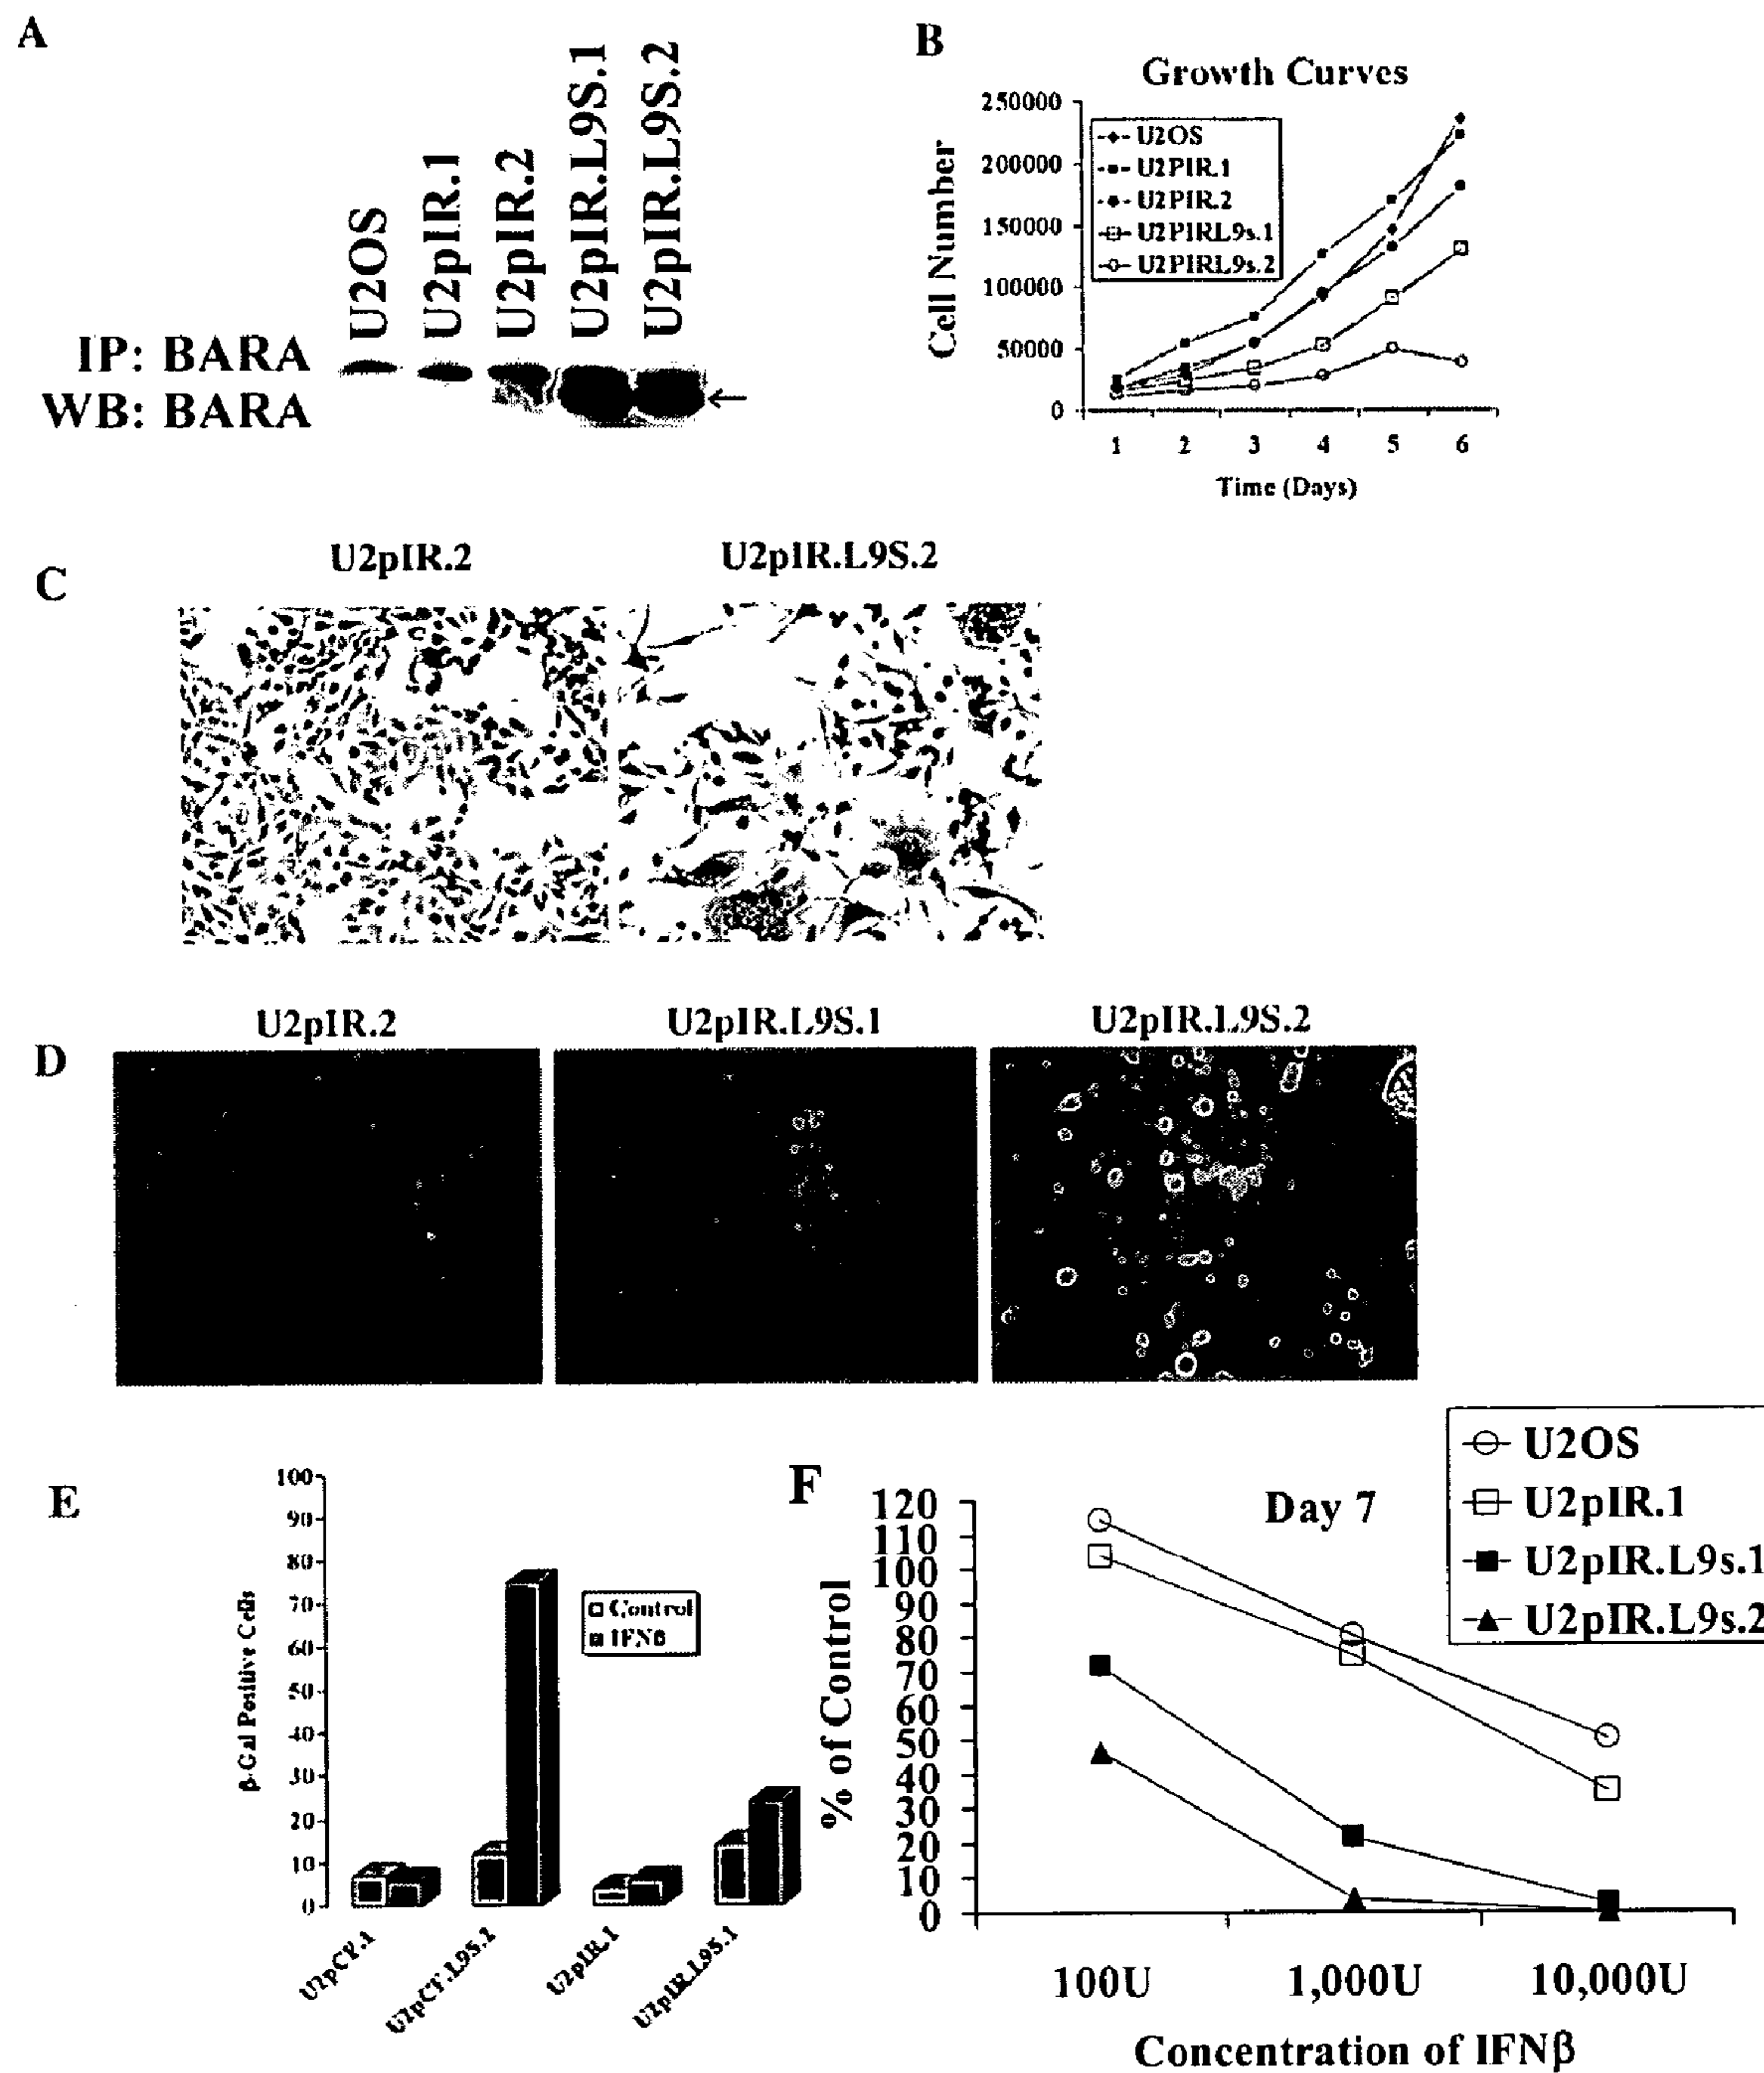 A
U2OS
U2pIR.1
U2pIR.2
U2pIR.L9S.1
U2pIR.L9S.2
IP: BARA
WB: BARA
B
Growth Curves
Cell Number
250000
200000
150000
100000
50000
0
U2OS
U2PIR.1
U2PIR.2
U2PIRL9s.1
U2PIRL9s.2
1 2 3 4 5 6
Time (Days)
C
U2pIR.2 U2pIR.L9S.2
D
U2pIR.2 U2pIR.L9S.1 U2pIR.L9S.2
E
β-Gal Positive Cells
100
90
80
70
60
50
40
30
20
10
0
Control
IFNβ
U2pCT.1
U2pCT.L9S.1
U2pIR.1
U2pIR.L9S.1
F
Day 7
U2OS
U2pIR.1
U2pIR.L9s.1
U2pIR.L9s.2
% of Control
120
110
100
90
80
70
60
50
40
30
20
10
0
100U 1,000U 10,000U
Concentration of IFNβ